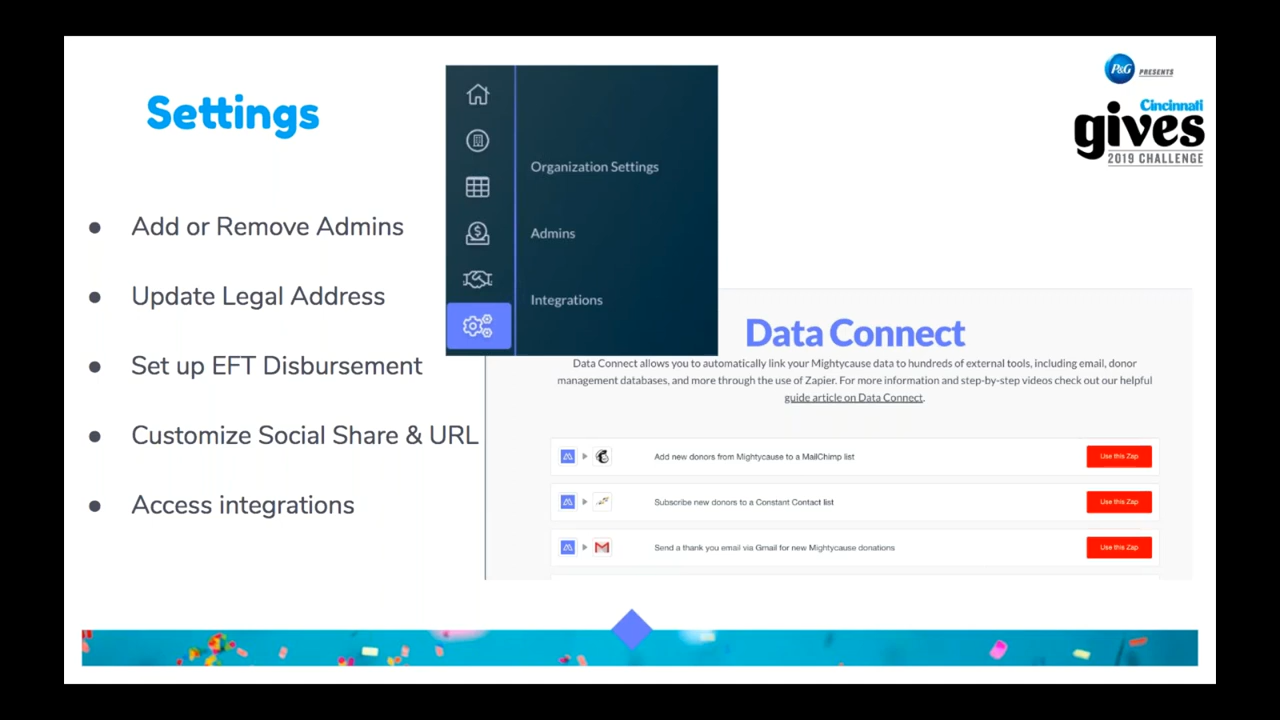 Settings
Add or Remove Admins
Update Legal Address
Set up EFT Disbursement
Customize Social Share & URL
Access integrations
Organization Settings
Admins
Integrations
P&G PRESENTS
Cincinnati
gives
2019 CHALLENGE
Data Connect
Data Connect allows you to automatically link your Mightycause data to hundreds of external tools, including email, donor
management databases, and more through the use of Zapier. For more information and step-by-step videos check out our helpful
guide article on Data Connect.
Add new donors from Mightycause to a MailChimp list
Use this Zap
Subscribe new donors to a Constant Contact list
Use this Zap
Send a thank you email via Gmail for new Mightycause donations
Use this Zap